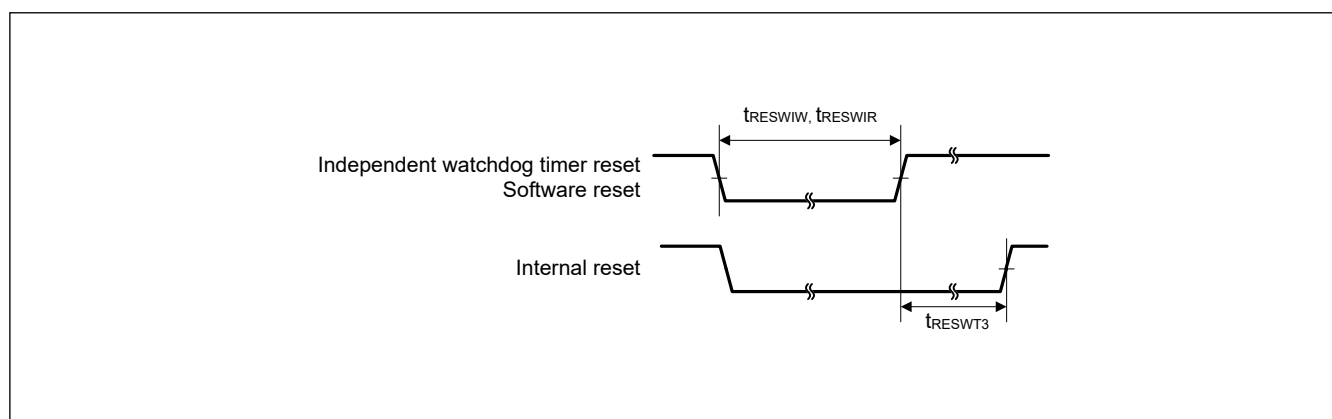 tRESWIW, tRESWIR
Independent watchdog timer reset
Software reset
Internal reset
tRESWT3